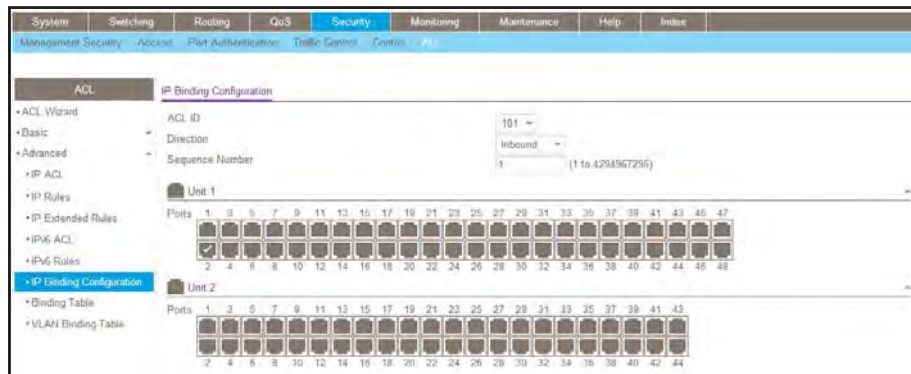 System Switching Routing QoS Security Monitoring Maintenance Help Index
Management Security Access Port Authentication Traffic Control Control ACL
ACL
IP Binding Configuration
ACL Wizard
Basic
Advanced
IP ACL
IP Rules
IP Extended Rules
IPv6 ACL
IPv6 Rules
IP Binding Configuration
Binding Table
VLAN Binding Table
ACL ID 101
Direction Inbound
Sequence Number 1 (1 to 4294967295)
Unit 1
Ports 1 3 5 7 9 11 13 15 17 19 21 23 25 27 29 31 33 35 37 39 41 43 45 47
2 4 6 8 10 12 14 16 18 20 22 24 26 28 30 32 34 36 38 40 42 44 46 48
Unit 2
Ports 1 3 5 7 9 11 13 15 17 19 21 23 25 27 29 31 33 35 37 39 41 43
2 4 6 8 10 12 14 16 18 20 22 24 26 28 30 32 34 36 38 40 42 44